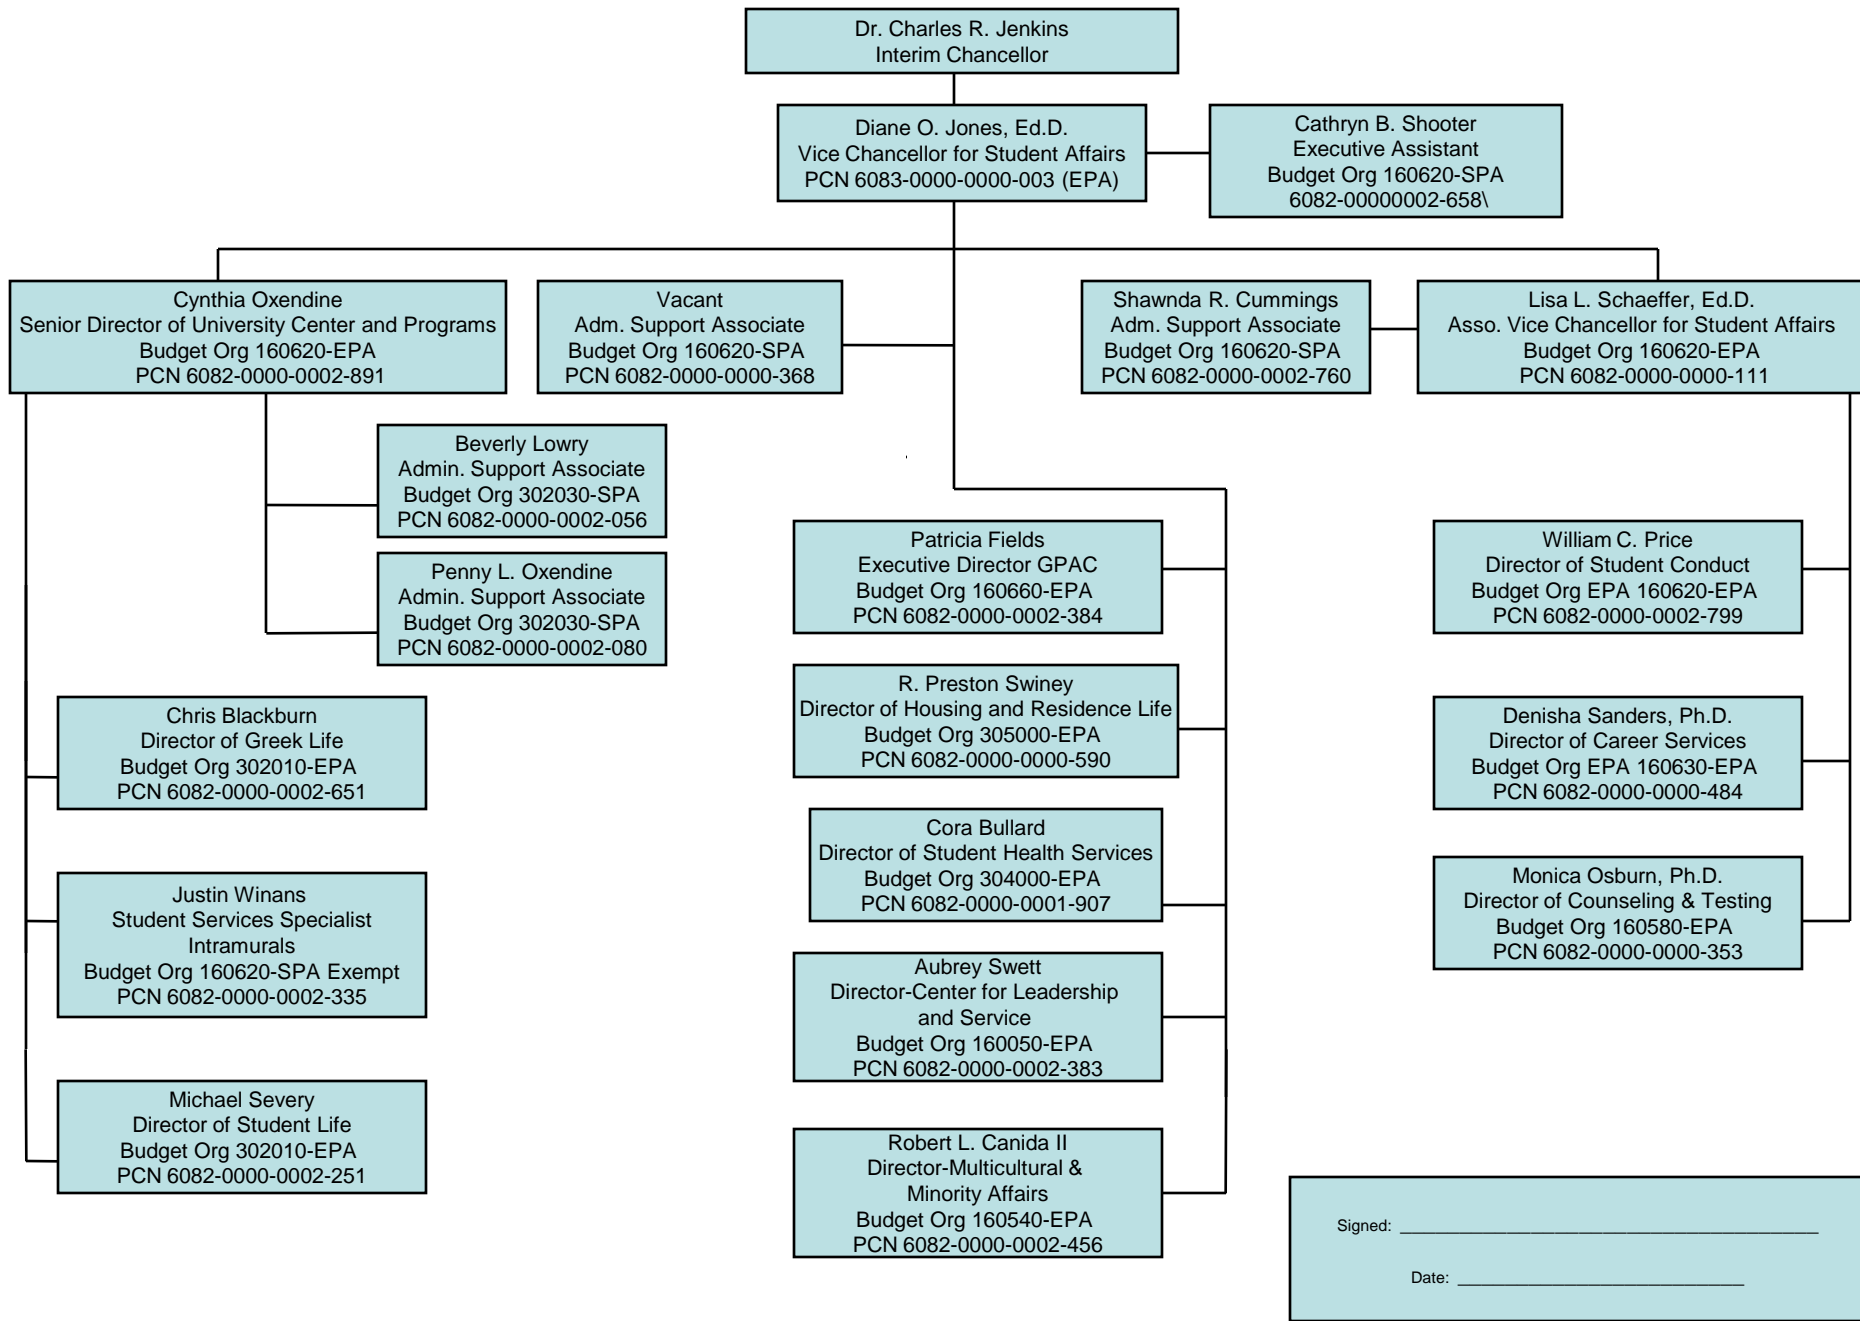 Dr. Charles R. Jenkins
Interim Chancellor
Diane O. Jones, Ed.D.
Vice Chancellor for Student Affairs
PCN 6083-0000-0000-003 (EPA)
Cathryn B. Shooter
Executive Assistant
Budget Org 160620-SPA
6082-00000002-658\
Cynthia Oxendine
Senior Director of University Center and Programs
Budget Org 160620-EPA
PCN 6082-0000-0002-891
Vacant
Adm. Support Associate
Budget Org 160620-SPA
PCN 6082-0000-0000-368
Shawnda R. Cummings
Adm. Support Associate
Budget Org 160620-SPA
PCN 6082-0000-0002-760
Lisa L. Schaeffer, Ed.D.
Asso. Vice Chancellor for Student Affairs
Budget Org 160620-EPA
PCN 6082-0000-0000-111
Beverly Lowry
Admin. Support Associate
Budget Org 302030-SPA
PCN 6082-0000-0002-056
Penny L. Oxendine
Admin. Support Associate
Budget Org 302030-SPA
PCN 6082-0000-0002-080
Chris Blackburn
Director of Greek Life
Budget Org 302010-EPA
PCN 6082-0000-0002-651
Justin Winans
Student Services Specialist
Intramurals
Budget Org 160620-SPA Exempt
PCN 6082-0000-0002-335
Michael Severy
Director of Student Life
Budget Org 302010-EPA
PCN 6082-0000-0002-251
Patricia Fields
Executive Director GPAC
Budget Org 160660-EPA
PCN 6082-0000-0002-384
R. Preston Swiney
Director of Housing and Residence Life
Budget Org 305000-EPA
PCN 6082-0000-0000-590
Cora Bullard
Director of Student Health Services
Budget Org 304000-EPA
PCN 6082-0000-0001-907
Aubrey Swett
Director-Center for Leadership
and Service
Budget Org 160050-EPA
PCN 6082-0000-0002-383
Robert L. Canida II
Director-Multicultural &
Minority Affairs
Budget Org 160540-EPA
PCN 6082-0000-0002-456
William C. Price
Director of Student Conduct
Budget Org EPA 160620-EPA
PCN 6082-0000-0002-799
Denisha Sanders, Ph.D.
Director of Career Services
Budget Org EPA 160630-EPA
PCN 6082-0000-0000-484
Monica Osburn, Ph.D.
Director of Counseling & Testing
Budget Org 160580-EPA
PCN 6082-0000-0000-353
Signed: ______________________________________________
Date: ______________________________